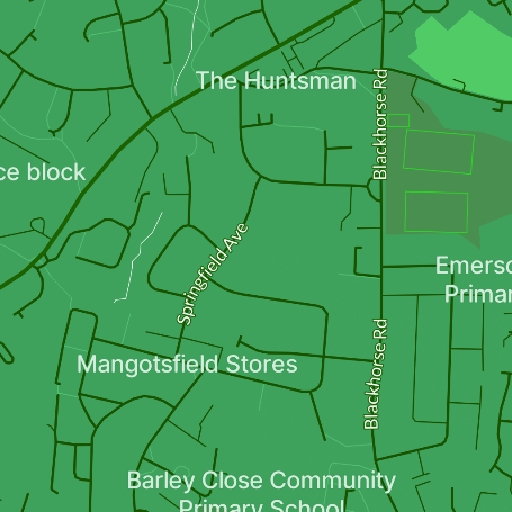 The Huntsman
Blackhorse Rd
ce block
Springfield Ave
Emerso
Primar
Blackhorse Rd
Mangotsfield Stores
Barley Close Community
Primary School